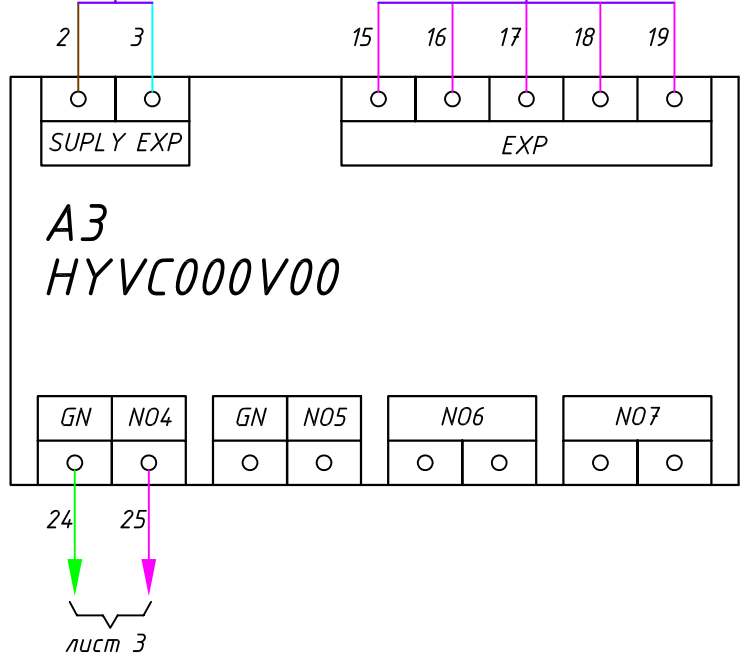 2 3 15 16 17 18 19
SUPLY EXP EXP
A3
HYVC000V00
GN NO4 GN NO5 NO6 NO7
24 25
лист 3